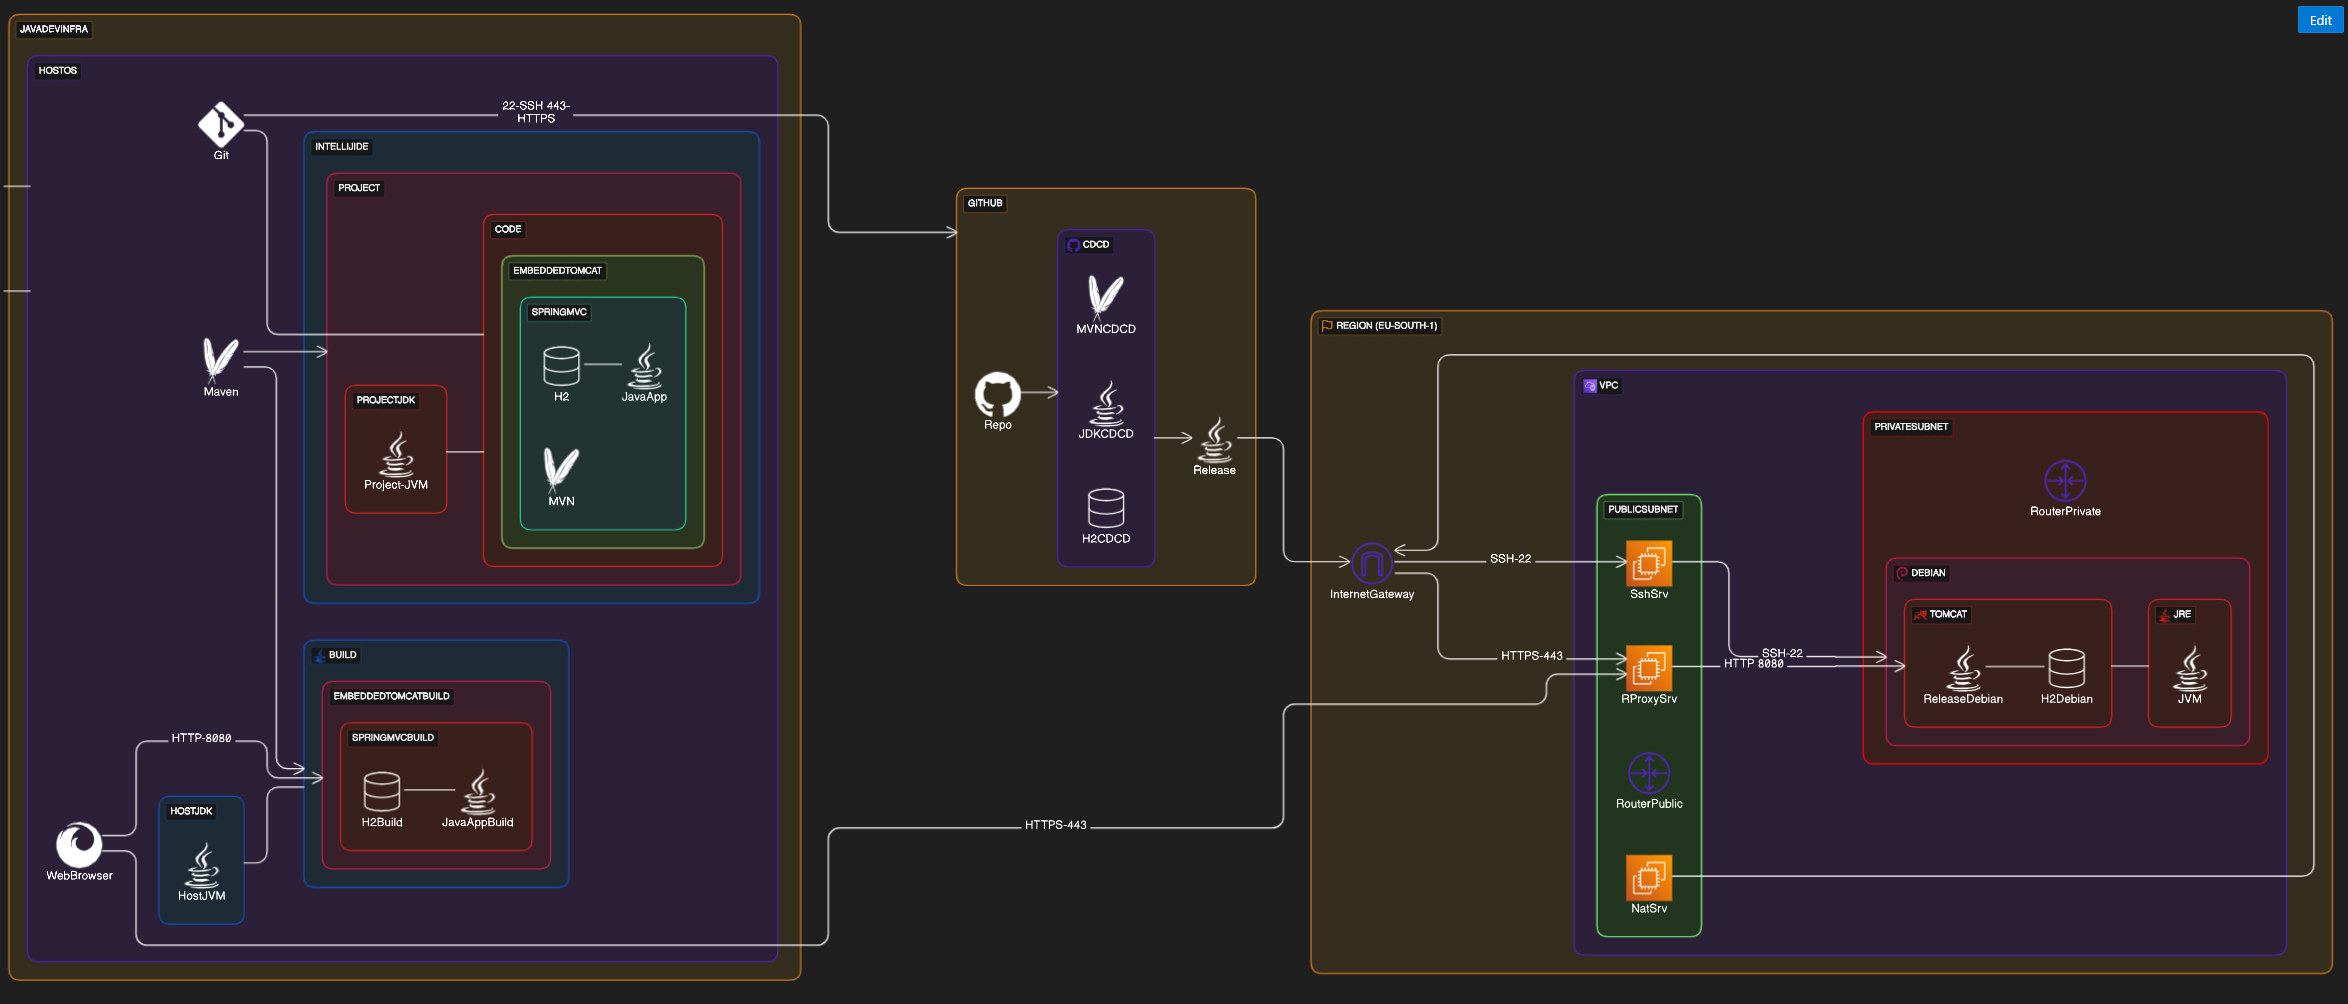 Edit
JAVADEVINFRA
HOSTOS
Git
22-SSH 443-
HTTPS
INTELLIJIDE
PROJECT
CODE
EMBEDDEDTOMCAT
SPRINGMVC
H2
JavaApp
MVN
Maven
PROJECTJDK
Project-JVM
BUILD
EMBEDDEDTOMCATBUILD
SPRINGMVCBUILD
H2Build
JavaAppBuild
HTTP-8080
HOSTJDK
HostJVM
WebBrowser
HTTPS-443
GITHUB
CDCD
MVNCDCD
JDKCDCD
H2CDCD
Repo
Release
REGION (EU-SOUTH-1)
InternetGateway
VPC
SSH-22
HTTPS-443
PUBLICSUBNET
SshSrv
RProxySrv
RouterPublic
NatSrv
SSH-22
HTTP 8080
PRIVATESUBNET
RouterPrivate
DEBIAN
TOMCAT
ReleaseDebian
H2Debian
JRE
JVM